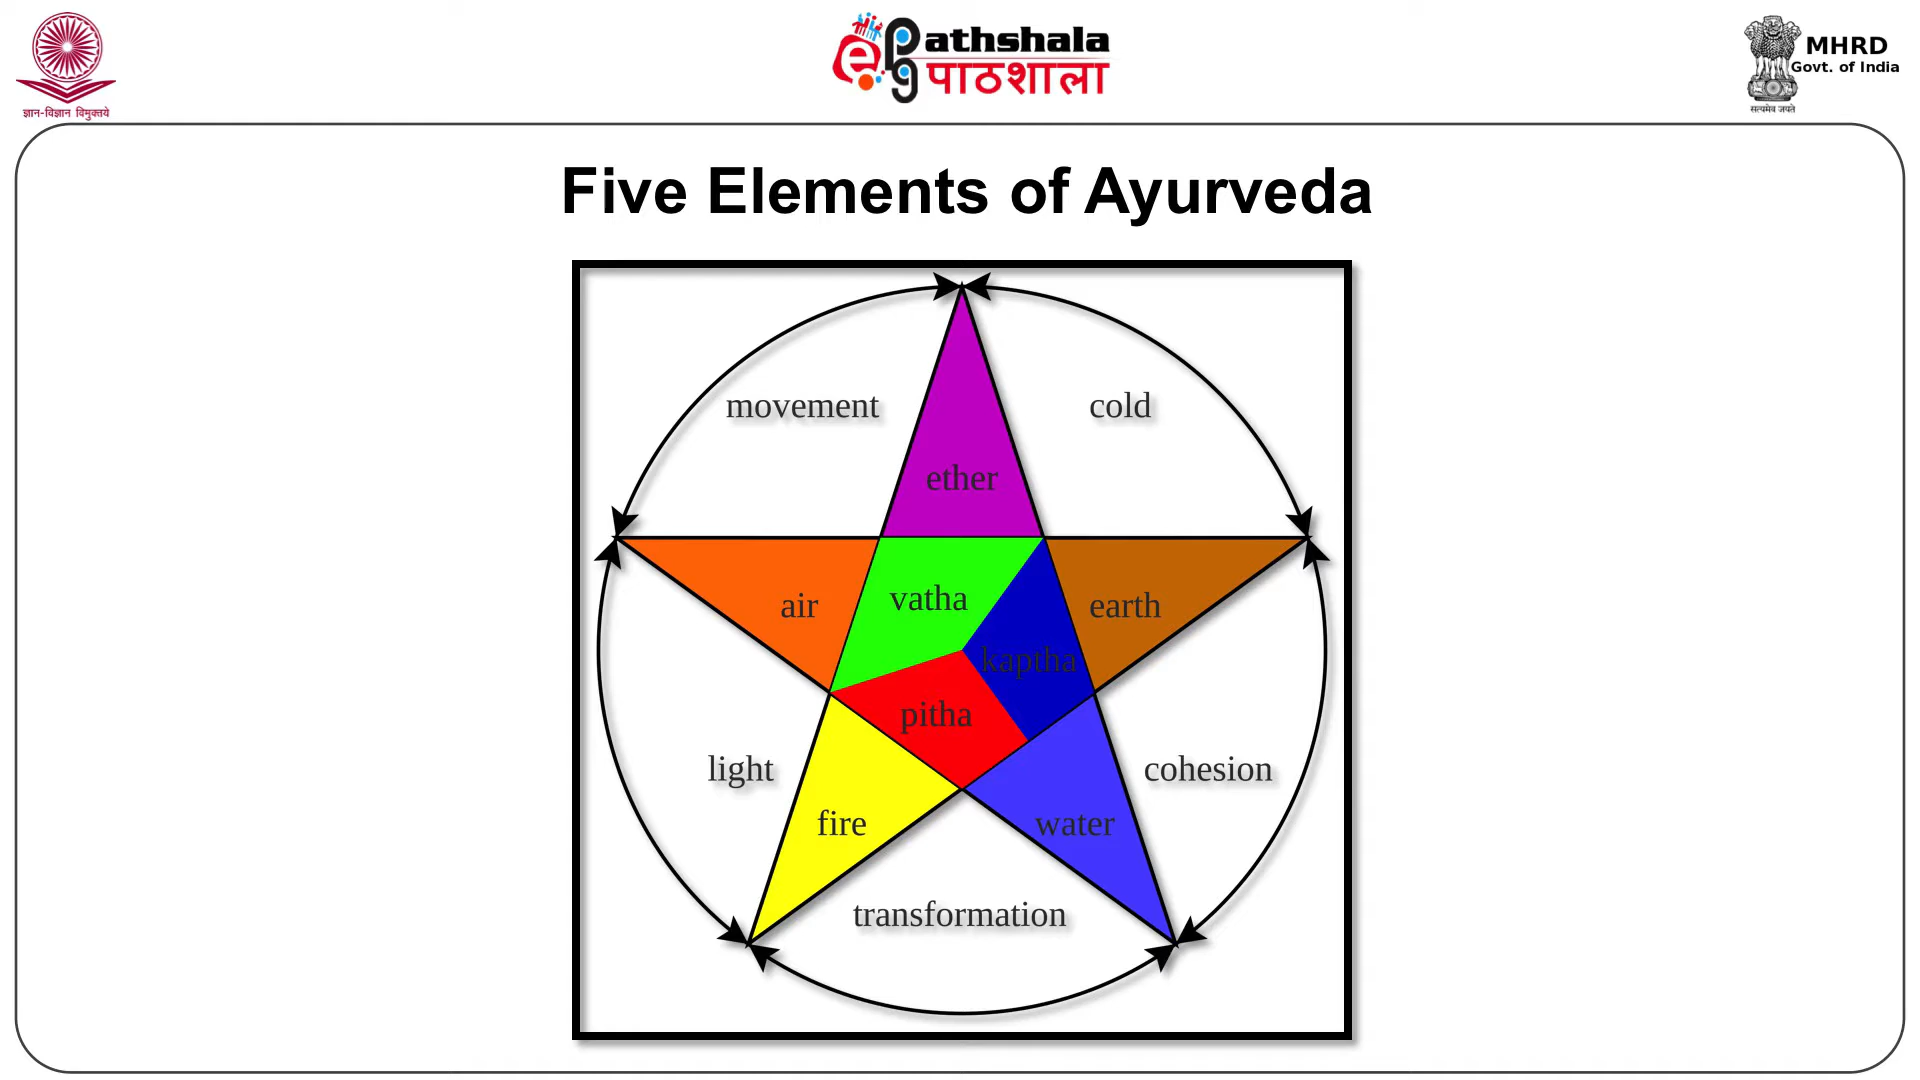 ज्ञान-विज्ञान विमुक्तये
ePG Pathshala
पाठशाला
MHRD
Govt. of India
सत्यमेव जयते
Five Elements of Ayurveda
movement
cold
ether
air
vatha
earth
kaptha
pitha
light
cohesion
fire
water
transformation